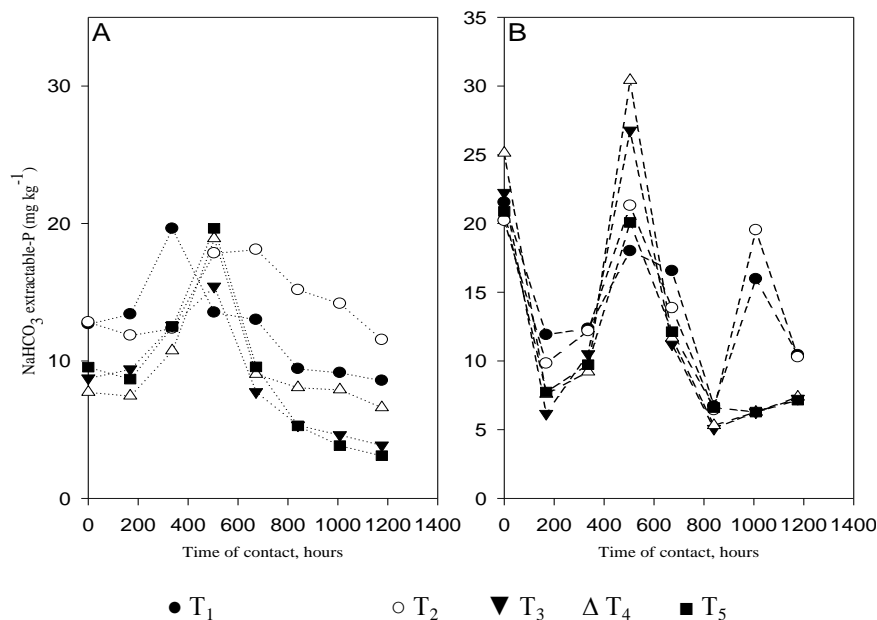 A
B
NaHCO3 extractable-P (mg kg-1)
30
20
10
0
35
30
25
20
15
10
5
0
0 200 400 600 800 1000 1200 1400
0 200 400 600 800 1000 1200 1400
Time of contact, hours
Time of contact, hours
● T1 ○ T2 ▼ T3 Δ T4 ■ T5